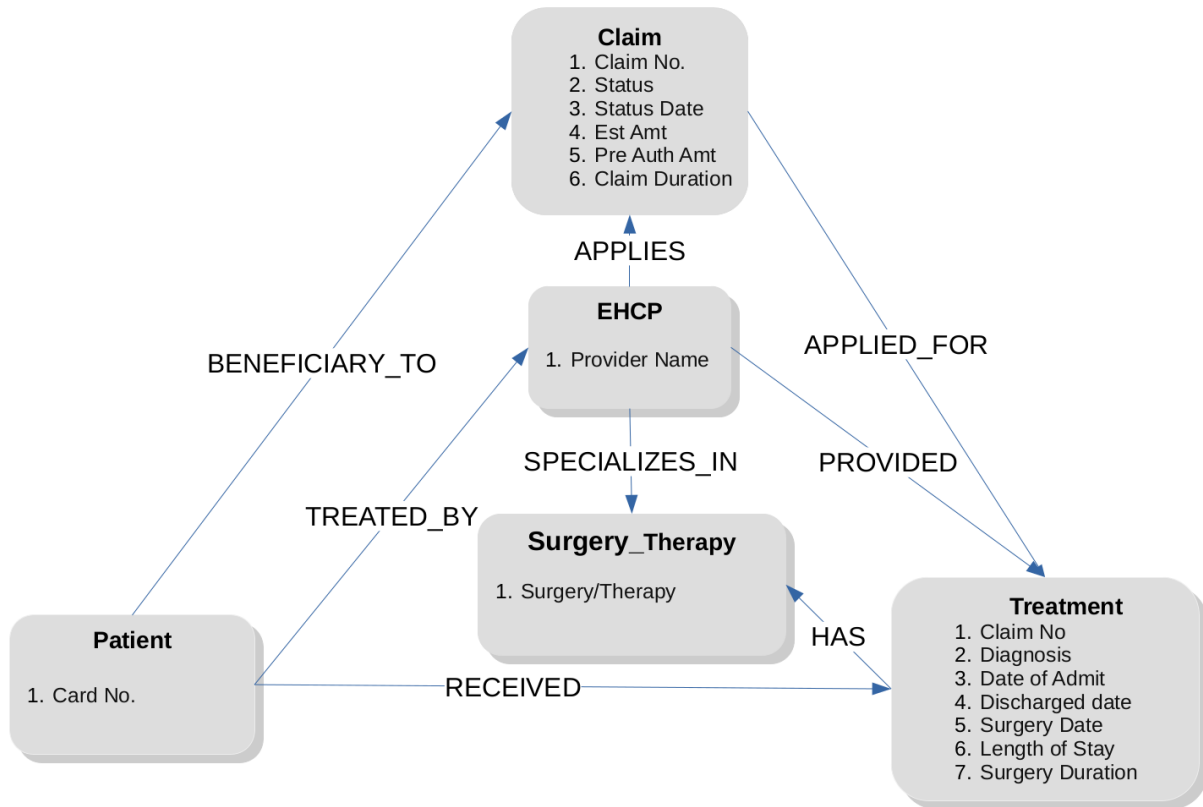 Claim
1. Claim No.
2. Status
3. Status Date
4. Est Amt
5. Pre Auth Amt
6. Claim Duration
APPLIES
EHCP
1. Provider Name
BENEFICIARY_TO
APPLIED_FOR
SPECIALIZES_IN
PROVIDED
TREATED_BY
Surgery_Therapy
1. Surgery/Therapy
Patient
1. Card No.
HAS
RECEIVED
Treatment
1. Claim No
2. Diagnosis
3. Date of Admit
4. Discharged date
5. Surgery Date
6. Length of Stay
7. Surgery Duration